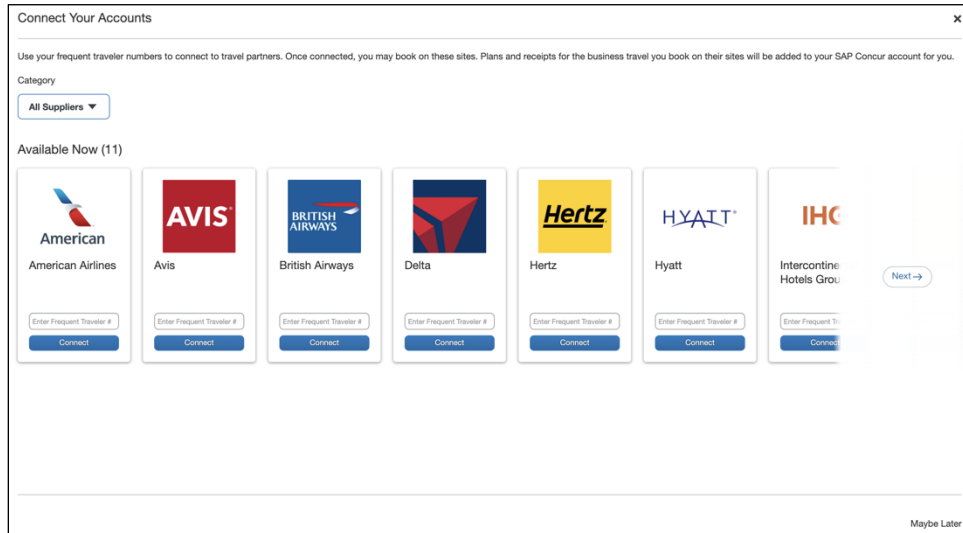 Connect Your Accounts
×
Use your frequent traveler numbers to connect to travel partners. Once connected, you may book on these sites. Plans and receipts for the business travel you book on their sites will be added to your SAP Concur account for you.
Category
All Suppliers
Available Now (11)
American
AVIS
BRITISH AIRWAYS
Hertz
HYATT
IHG
American Airlines
Avis
British Airways
Delta
Hertz
Hyatt
Intercontine
Hotels Grou
Next→
Enter Frequent Traveler #
Enter Frequent Traveler #
Enter Frequent Traveler #
Enter Frequent Traveler #
Enter Frequent Traveler #
Enter Frequent Traveler #
Enter Frequent Tr
Connect
Connect
Connect
Connect
Connect
Connect
Connect
Maybe Later